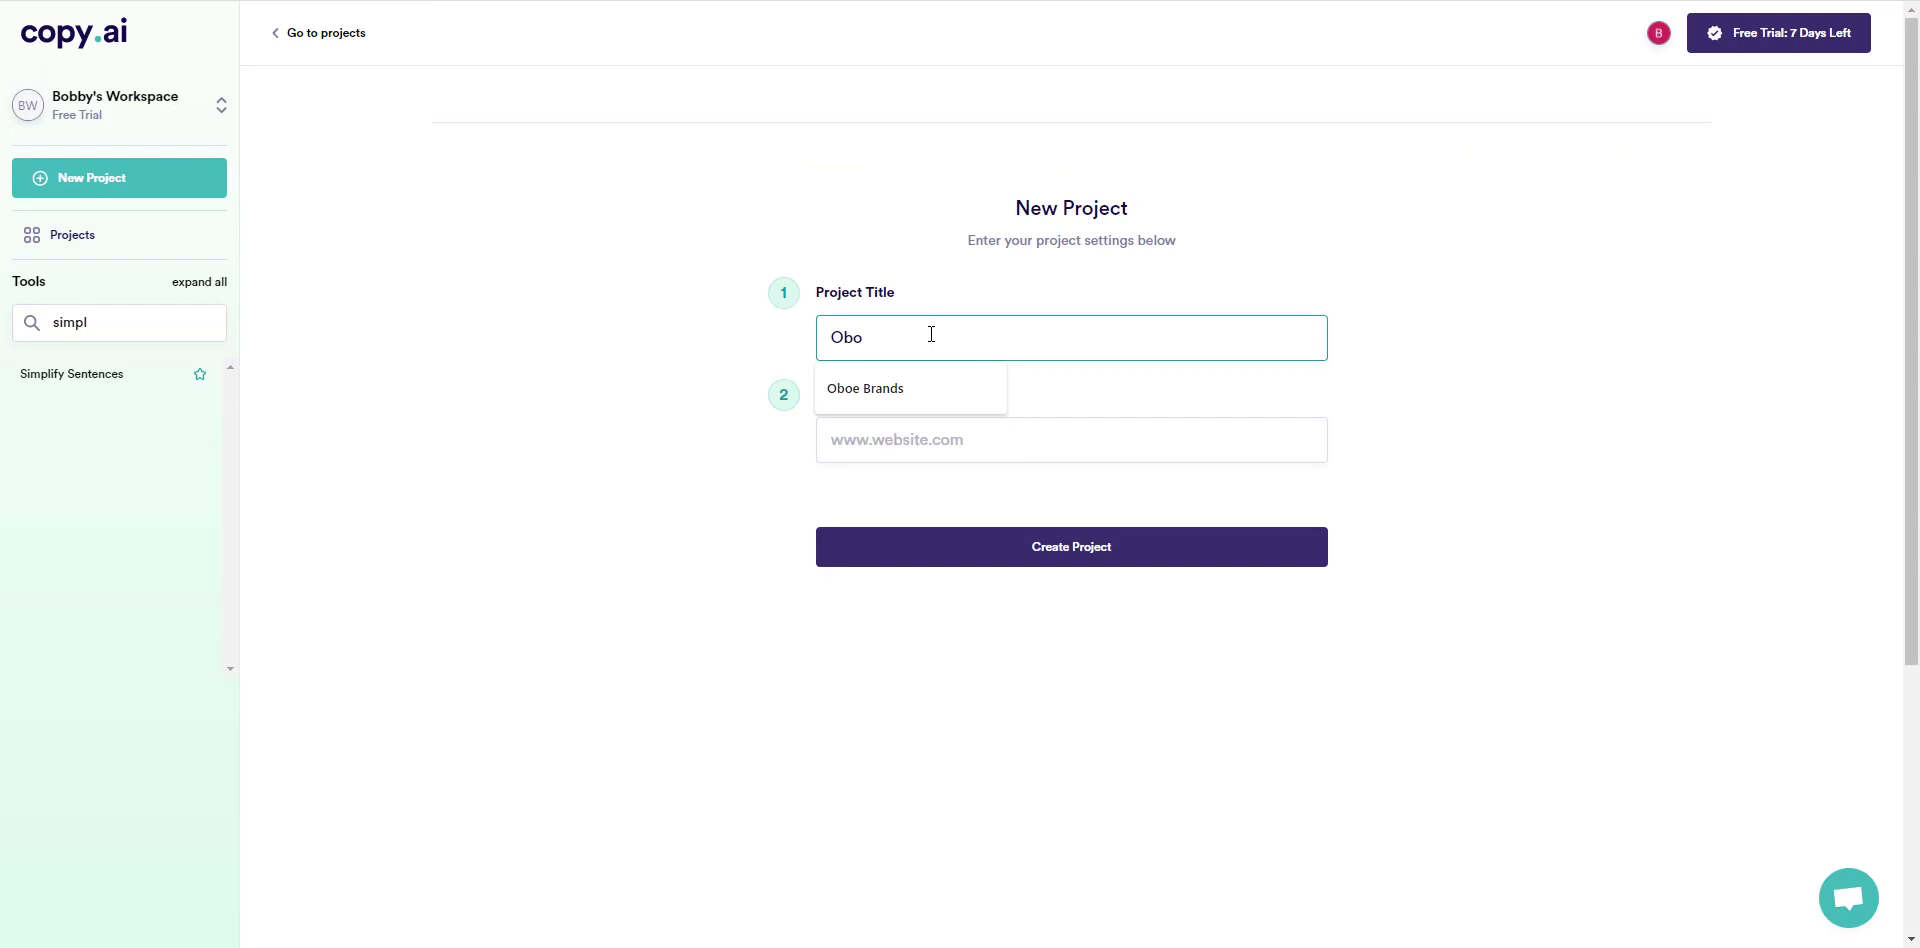 copy.ai
Go to projects
B
Free Trial: 7 Days Left
BW
Bobby's Workspace
Free Trial
New Project
Projects
Tools
expand all
simpl
Simplify Sentences
New Project
Enter your project settings below
1
Project Title
Obo
Oboe Brands
2
www.website.com
Create Project